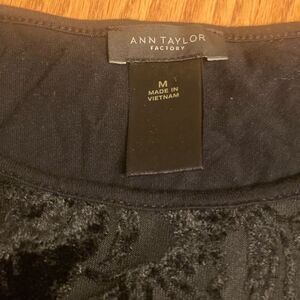 ANN TAYLOR
FACTORY
M
MADE IN
VIETNAM